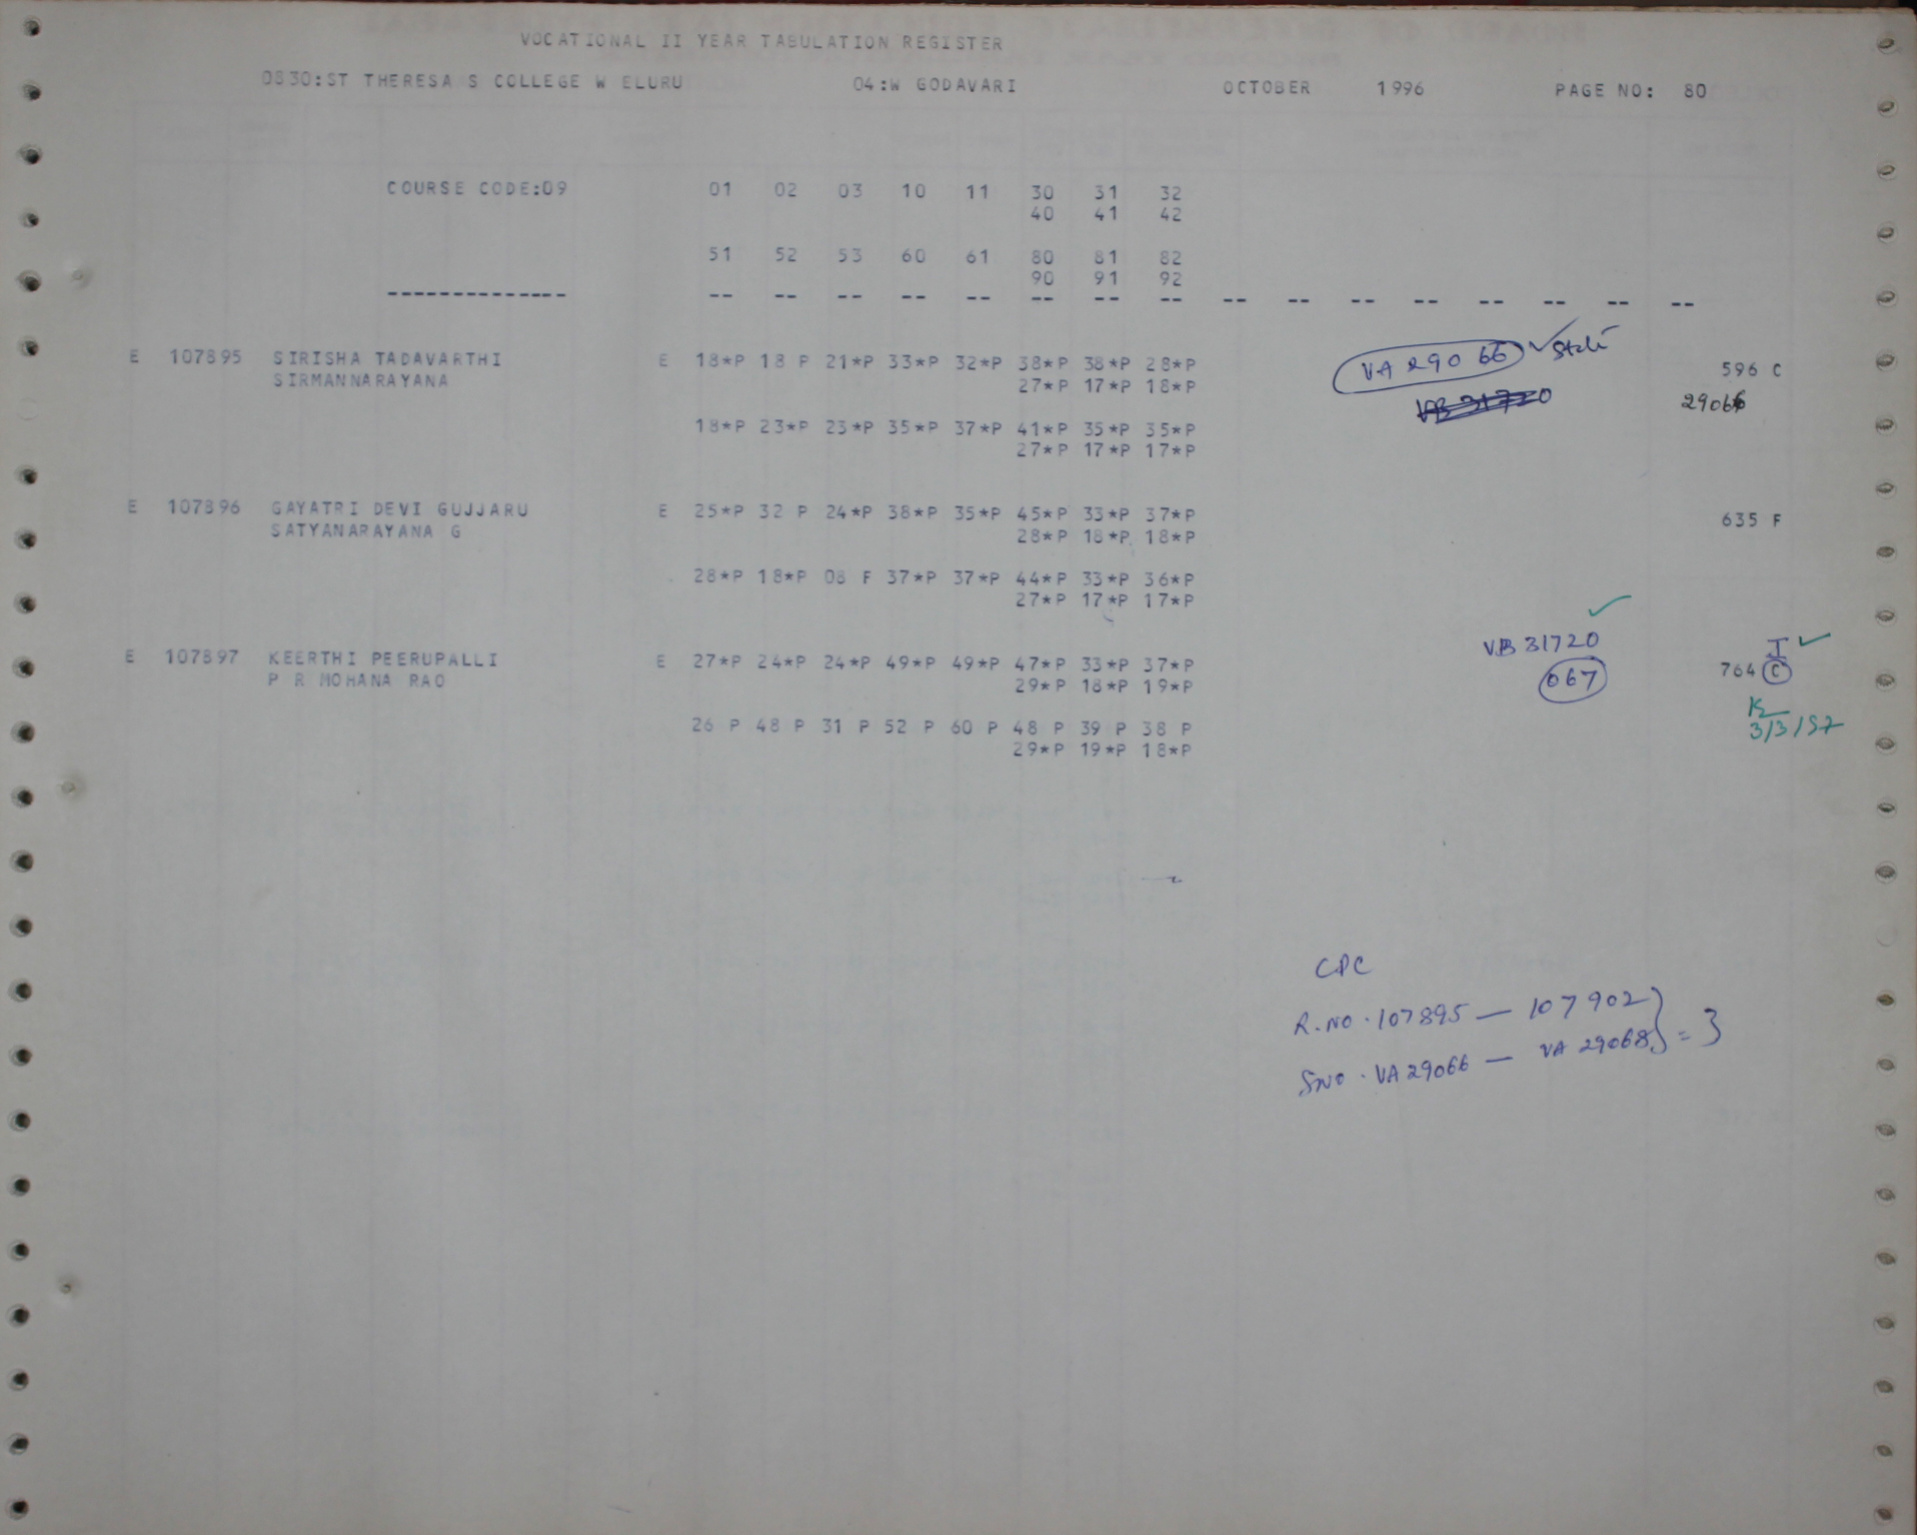 VOCATIONAL II YEAR TABULATION REGISTER
0830:ST THERESA S COLLEGE W ELURU 04:W GODAVARI OCTOBER 1996 PAGE NO: 80
COURSE CODE:09 01 02 03 10 11 30 31 32
40 41 42
51 52 53 60 61 80 81 82
90 91 92
-------------- -- -- -- -- -- -- -- -- -- -- -- -- -- -- -- --
E 107895 SIRISHA TADAVARTHI E 18*P 18 P 21*P 33*P 32*P 38*P 38*P 28*P VA 29066 596 C
SIRMANNARAYANA 27*P 17*P 18*P
VB 31720 29066
18*P 23*P 23*P 35*P 37*P 41*P 35*P 35*P
27*P 17*P 17*P
E 107896 GAYATRI DEVI GUJJARU E 25*P 32 P 24*P 38*P 35*P 45*P 33*P 37*P 635 F
SATYANARAYANA G 28*P 18*P 18*P
28*P 18*P 08 F 37*P 37*P 44*P 33*P 36*P
27*P 17*P 17*P
E 107897 KEERTHI PEERUPALLI E 27*P 24*P 24*P 49*P 49*P 47*P 33*P 37*P VB 31720 I
P R MOHANA RAO 29*P 18*P 19*P 067 764 C
26 P 48 P 31 P 52 P 60 P 48 P 39 P 38 P 3/3/97
29*P 19*P 18*P
CPC
R.NO. 107895 — 107902
SNO. VA 29066 — VA 29068 } = 3